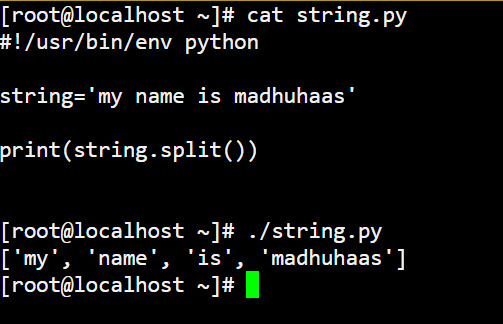 [root@localhost ~]# cat string.py
#!/usr/bin/env python
string='my name is madhuhaas'
print(string.split())
[root@localhost ~]# ./string.py
['my', 'name', 'is', 'madhuhaas']
[root@localhost ~]#